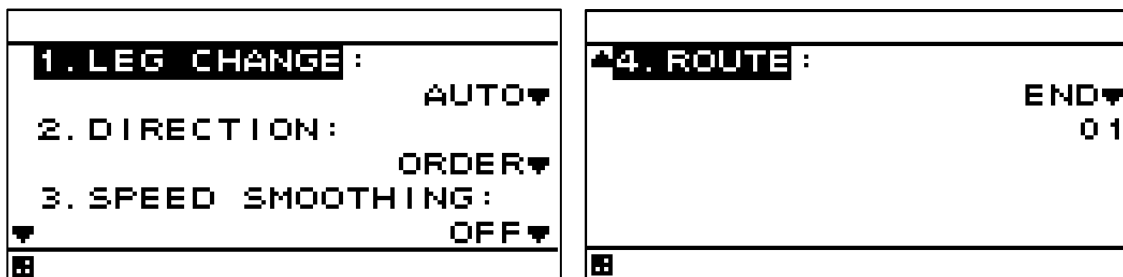 1.LEG CHANGE:
AUTO▼
2.DIRECTION:
ORDER▼
3.SPEED SMOOTHING:
▼ OFF▼
▲4.ROUTE:
END▼
01